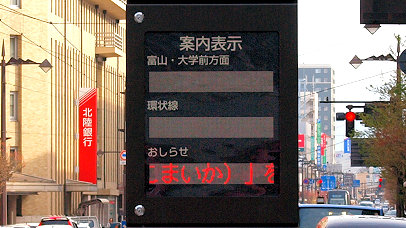 案内表示
富山・大学前方面
環状線
おしらせ
まいか）」を
北陸銀行